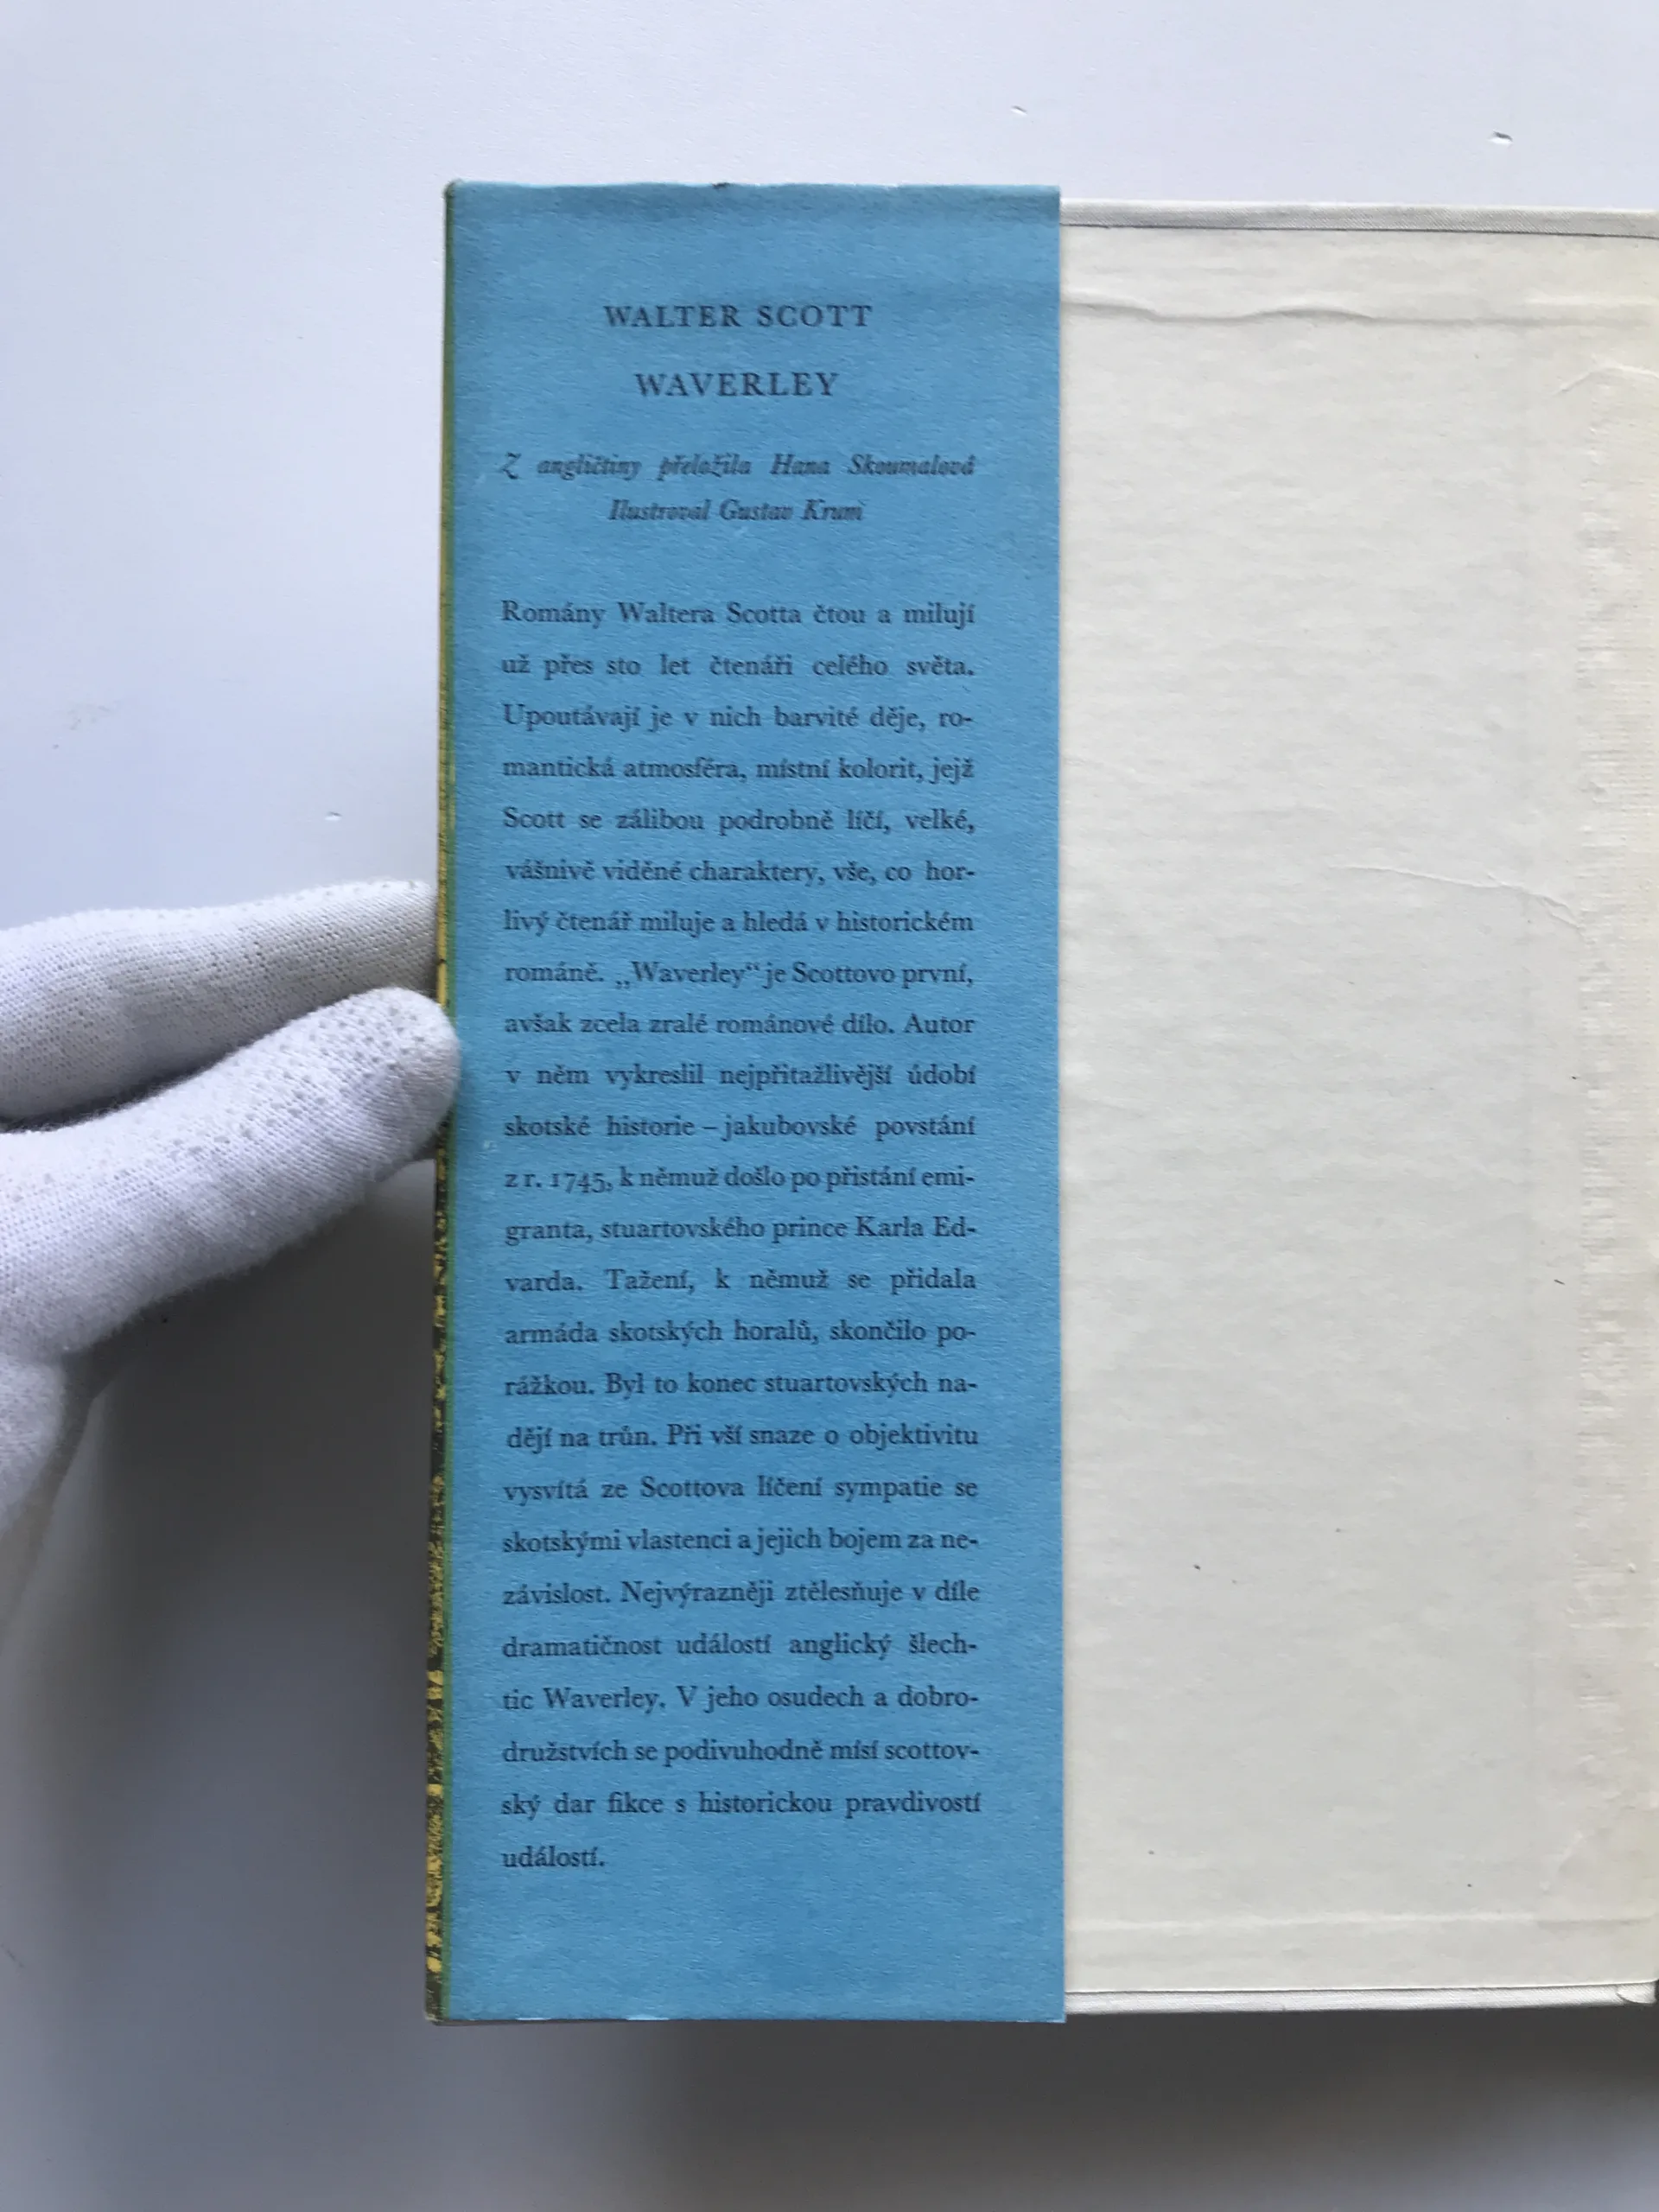 WALTER SCOTT
WAVERLEY
Z angličtiny přeložila Hana Skoumalová
Ilustroval Gustav Krum
Romány Waltera Scotta čtou a milují
už přes sto let čtenáři celého světa.
Upoutávají je v nich barvité děje, ro-
mantická atmosféra, místní kolorit, jejž
Scott se zálibou podrobně líčí, velké,
vášnivě viděné charaktery, vše, co hor-
livý čtenář miluje a hledá v historickém
románě. „Waverley“ je Scottovo první,
avšak zcela zralé románové dílo. Autor
v něm vykreslil nejpřitažlivější údobí
skotské historie – jakubovské povstání
z r. 1745, k němuž došlo po přistání emi-
granta, stuartovského prince Karla Ed-
varda. Tažení, k němuž se přidala
armáda skotských horalů, skončilo po-
rážkou. Byl to konec stuartovských na-
dějí na trůn. Při vší snaze o objektivitu
vysvítá ze Scottova líčení sympatie se
skotskými vlastenci a jejich bojem za ne-
závislost. Nejvýrazněji ztělesňuje v díle
dramatičnost událostí anglický šlech-
tic Waverley. V jeho osudech a dobro-
družstvích se podivuhodně mísí scottov-
ský dar fikce s historickou pravdivostí
událostí.